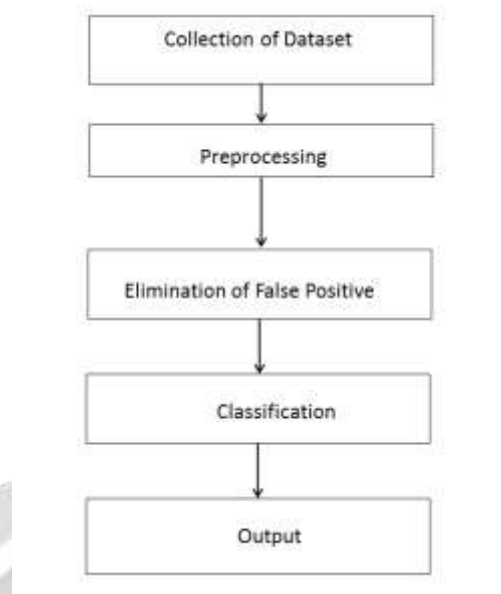 Collection of Dataset
Preprocessing
Elimination of False Positive
Classification
Output